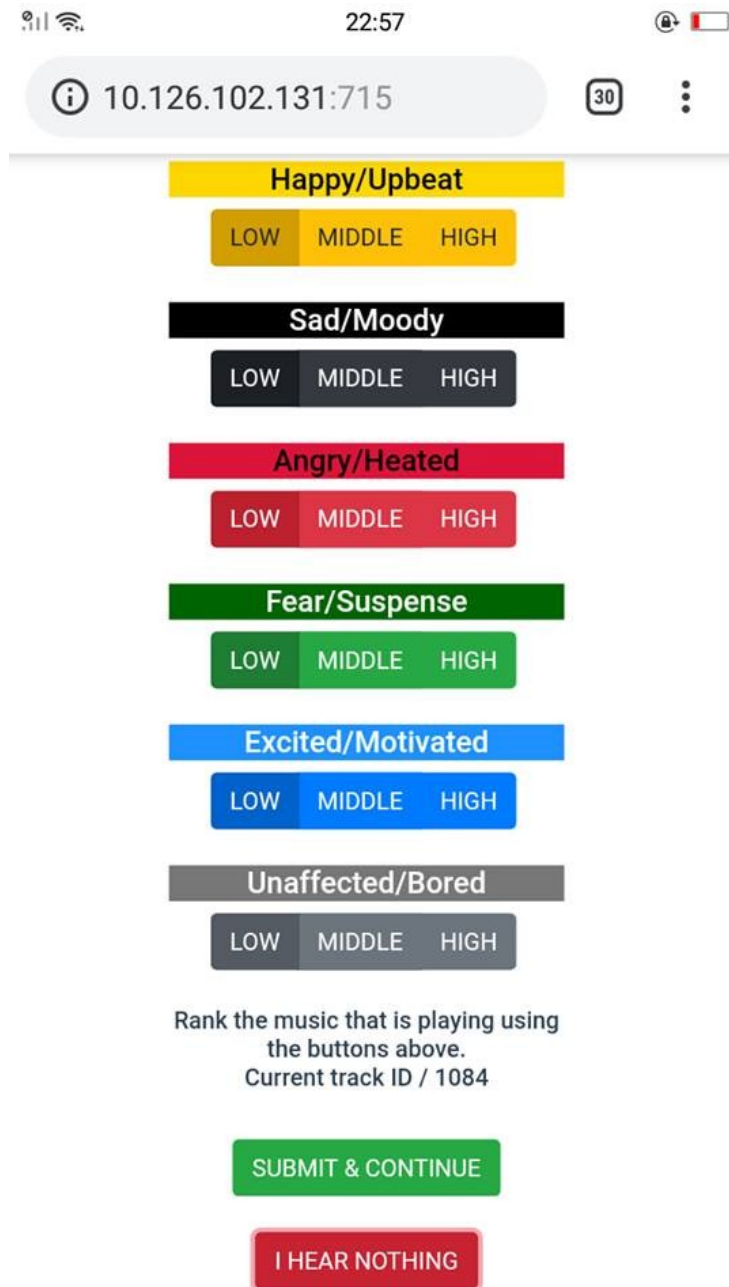 22:57
10.126.102.131:715
30
Happy/Upbeat
LOW MIDDLE HIGH
Sad/Moody
LOW MIDDLE HIGH
Angry/Heated
LOW MIDDLE HIGH
Fear/Suspense
LOW MIDDLE HIGH
Excited/Motivated
LOW MIDDLE HIGH
Unaffected/Bored
LOW MIDDLE HIGH
Rank the music that is playing using
the buttons above.
Current track ID / 1084
SUBMIT & CONTINUE
I HEAR NOTHING